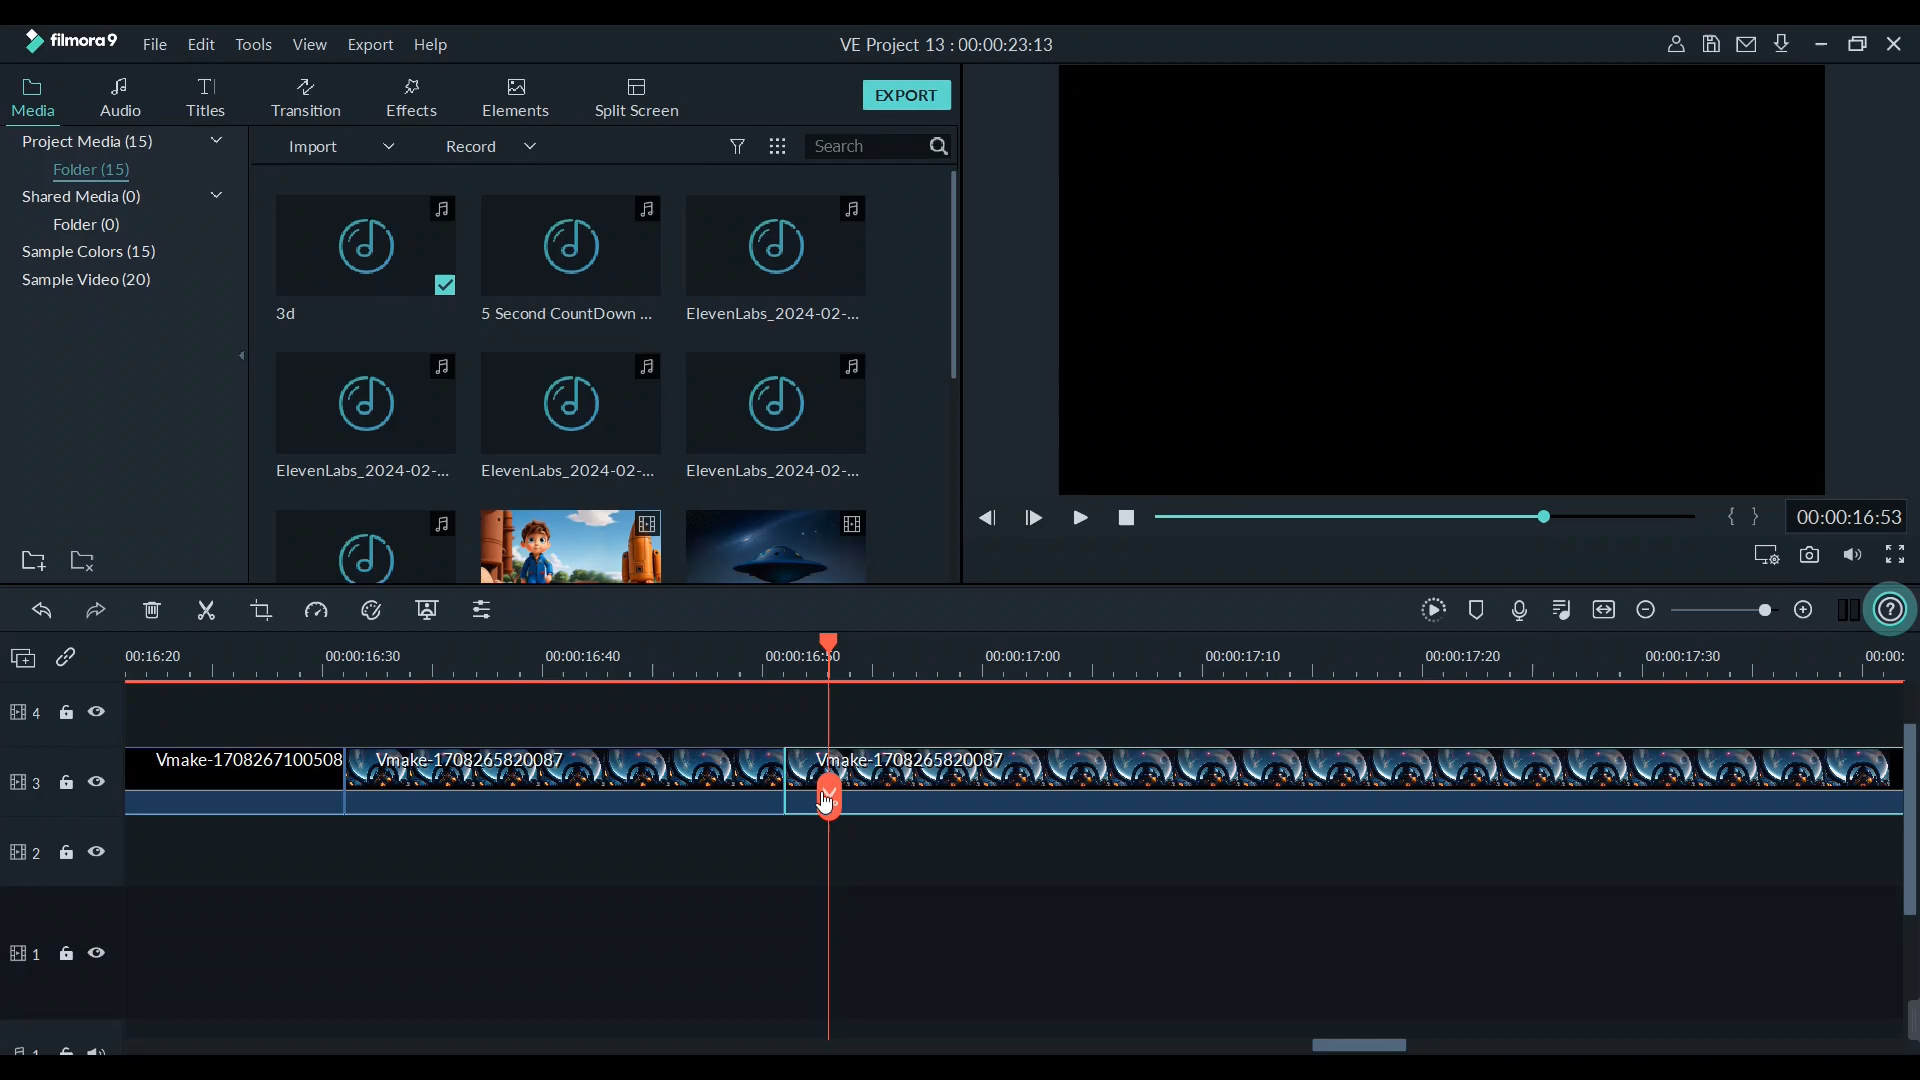 filmora9 File Edit Tools View Export Help VE Project 13 : 00:00:23:13
Media Audio Titles Transition Effects Elements Split Screen EXPORT
Project Media (15)
Folder (15)
Shared Media (0)
Folder (0)
Sample Colors (15)
Sample Video (20)
Import Record Search
3d 5 Second CountDown ... ElevenLabs_2024-02-...
ElevenLabs_2024-02-... ElevenLabs_2024-02-... ElevenLabs_2024-02-...
00:00:16:53
00:16:20 00:00:16:30 00:00:16:40 00:00:16:50 00:00:17:00 00:00:17:10 00:00:17:20 00:00:17:30 00:00:
4
Vmake-1708267100508 Vmake-1708265820087 Vmake-1708265820087
3
2
1
1